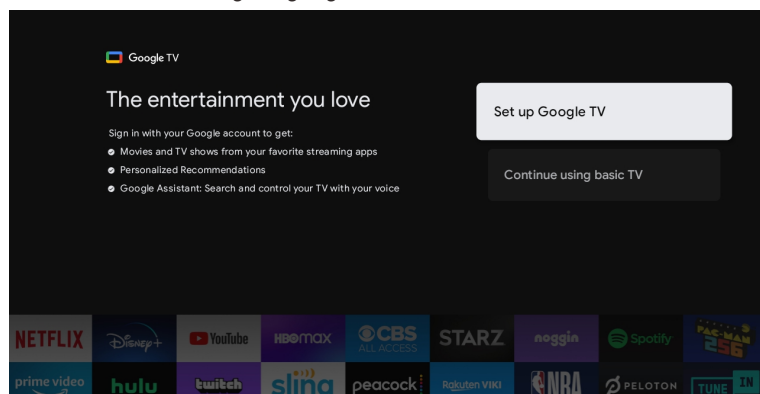 Google TV
The entertainment you love
Set up Google TV
Sign in with your Google account to get:
Movies and TV shows from your favorite streaming apps
Personalized Recommendations
Continue using basic TV
Google Assistant: Search and control your TV with your voice
NETFLIX
Disney+
YouTube
HBOMAX
CBS
ALL ACCESS
STARZ
noggin
Spotify
PAC-MAN
256
prime video
hulu
twitch
sling
peacock
Rakuten VIKI
NBA
PELOTON
TUNE IN